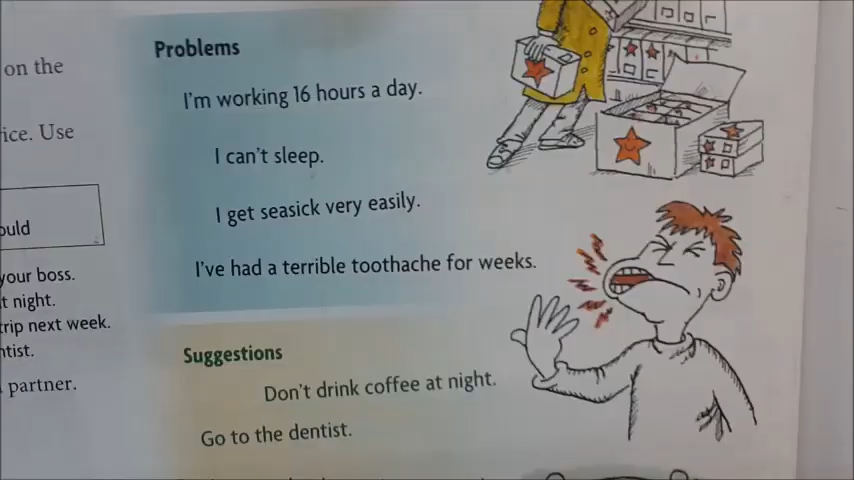 on the
ice. Use
ould
your boss.
t night.
trip next week.
ntist.
partner.
Problems
I'm working 16 hours a day.
I can't sleep.
I get seasick very easily.
I've had a terrible toothache for weeks.
Suggestions
Don't drink coffee at night.
Go to the dentist.